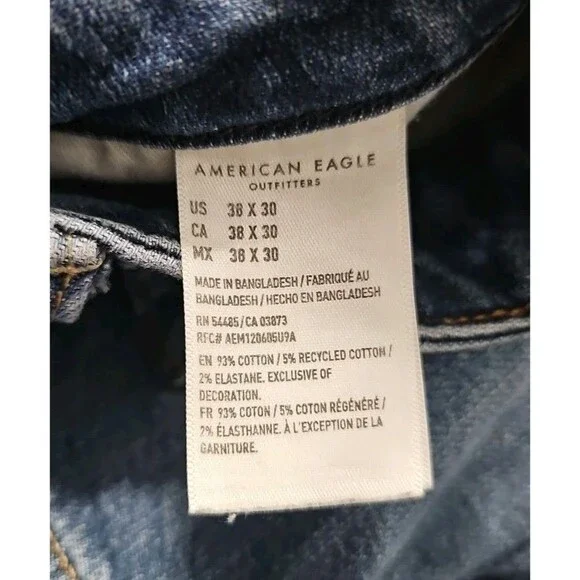 AMERICAN EAGLE
OUTFITTERS
US 38 X 30
CA 38 X 30
MX 38 X 30
MADE IN BANGLADESH / FABRIQUÉ AU
BANGLADESH / HECHO EN BANGLADESH
RN 54485 / CA 03873
RFC# AEM120605U9A
EN 93% COTTON / 5% RECYCLED COTTON /
2% ELASTANE. EXCLUSIVE OF
DECORATION.
FR 93% COTON / 5% COTON RÉGÉNÉRÉ /
2% ÉLASTHANNE. À L'EXCEPTION DE LA
GARNITURE.